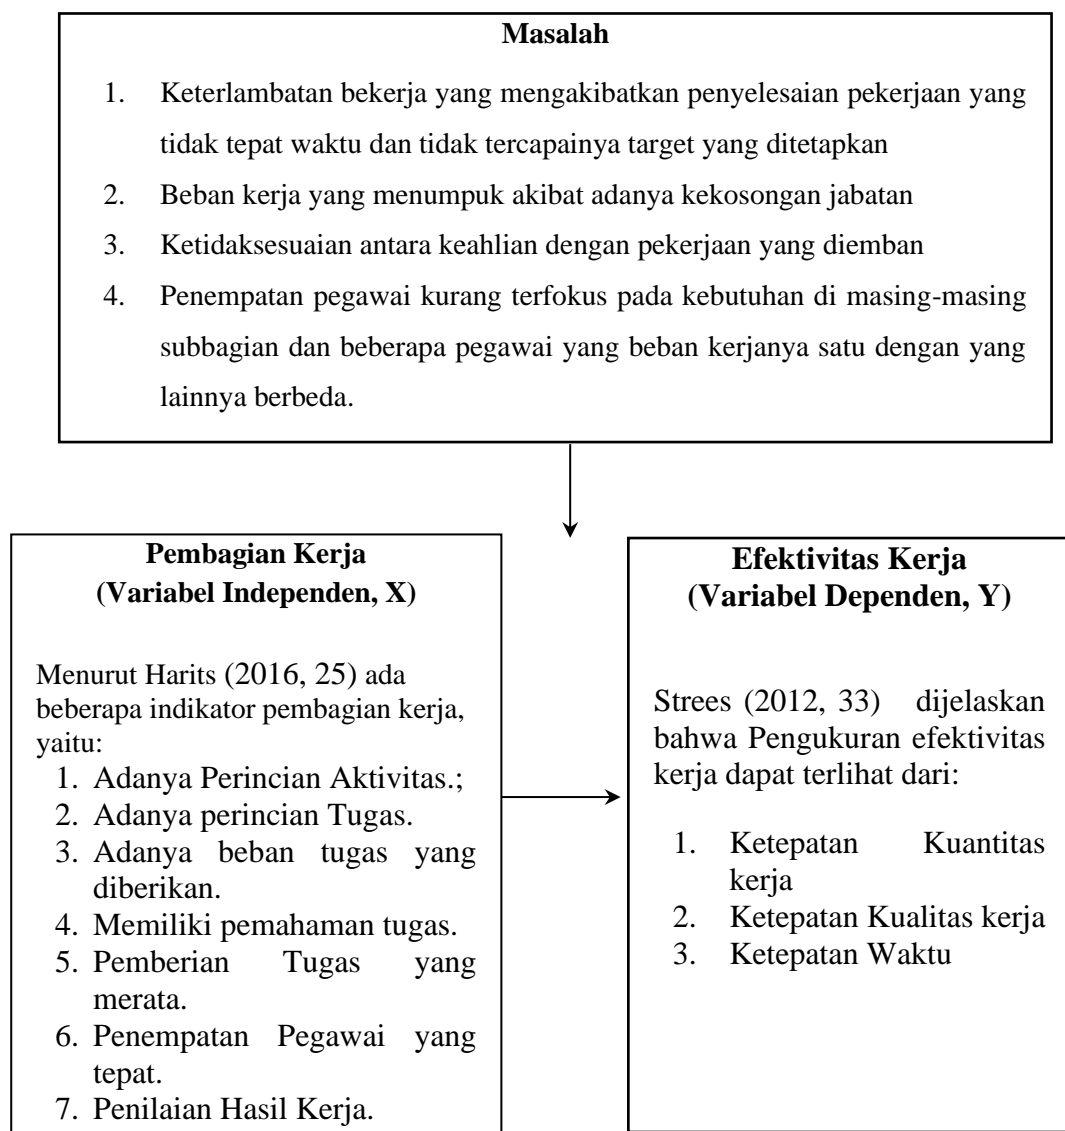 Masalah
1. Keterlambatan bekerja yang mengakibatkan penyelesaian pekerjaan yang
tidak tepat waktu dan tidak tercapainya target yang ditetapkan
2. Beban kerja yang menumpuk akibat adanya kekosongan jabatan
3. Ketidaksesuaian antara keahlian dengan pekerjaan yang diemban
4. Penempatan pegawai kurang terfokus pada kebutuhan di masing-masing
subbagian dan beberapa pegawai yang beban kerjanya satu dengan yang
lainnya berbeda.
Pembagian Kerja
(Variabel Independen, X)
Menurut Harits (2016, 25) ada
beberapa indikator pembagian kerja,
yaitu:
1. Adanya Perincian Aktivitas.;
2. Adanya perincian Tugas.
3. Adanya beban tugas yang
diberikan.
4. Memiliki pemahaman tugas.
5. Pemberian Tugas yang
merata.
6. Penempatan Pegawai yang
tepat.
7. Penilaian Hasil Kerja.
Efektivitas Kerja
(Variabel Dependen, Y)
Strees (2012, 33) dijelaskan
bahwa Pengukuran efektivitas
kerja dapat terlihat dari:
1. Ketepatan Kuantitas
kerja
2. Ketepatan Kualitas kerja
3. Ketepatan Waktu